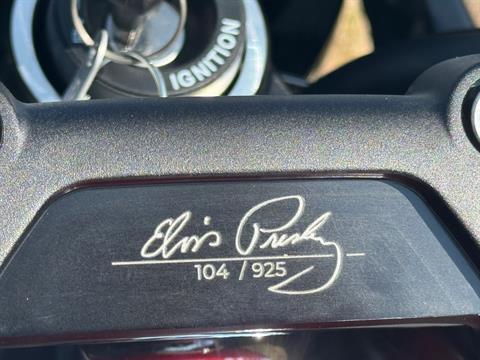 IGNITION
Elvis Presley
104 / 925